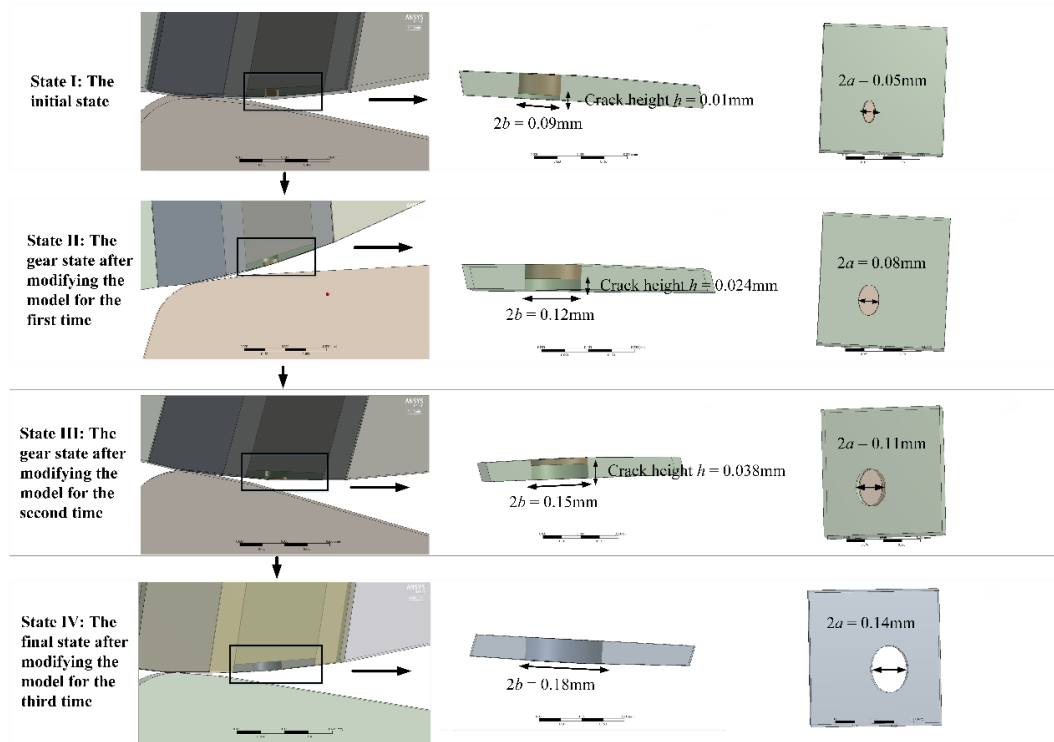 State I: The
initial state
ANSYS
Crack height h = 0.01mm
2b = 0.09mm
2a – 0.05mm
State II: The
gear state after
modifying the
model for the
first time
ANSYS
Crack height h = 0.024mm
2b = 0.12mm
2a = 0.08mm
State III: The
gear state after
modifying the
model for the
second time
ANSYS
Crack height h = 0.038mm
2b = 0.15mm
2a – 0.11mm
State IV: The
final state after
modifying the
model for the
third time
ANSYS
2b = 0.18mm
2a = 0.14mm